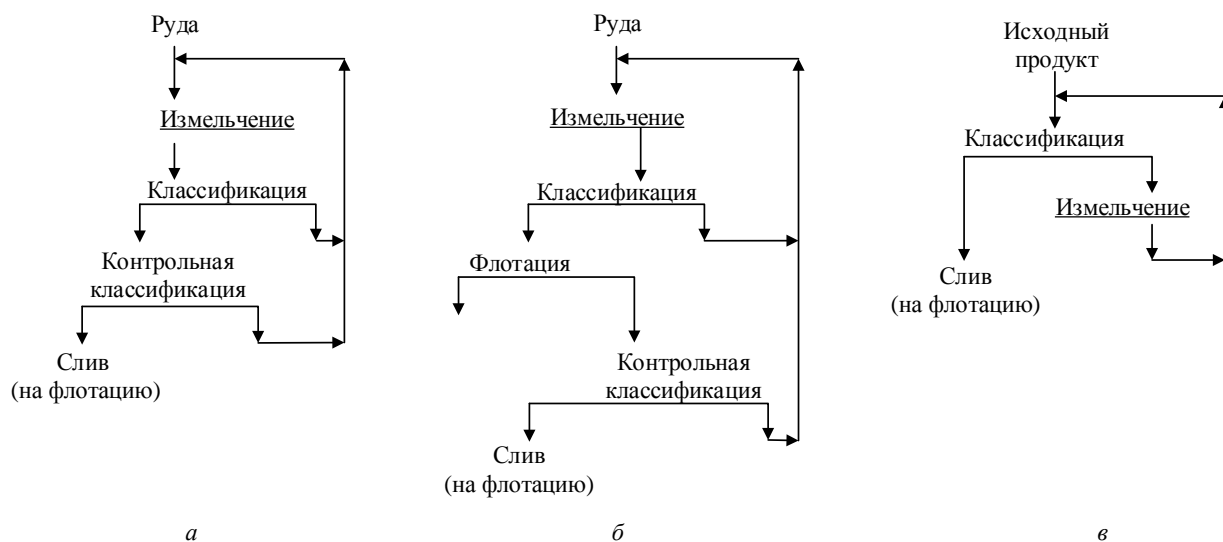 Руда
Измельчение
Классификация
Контрольная
классификация
Слив
(на флотацию)
а
Руда
Измельчение
Классификация
Флотация
Контрольная
классификация
Слив
(на флотацию)
б
Исходный
продукт
Классификация
Измельчение
Слив
(на флотацию)
в